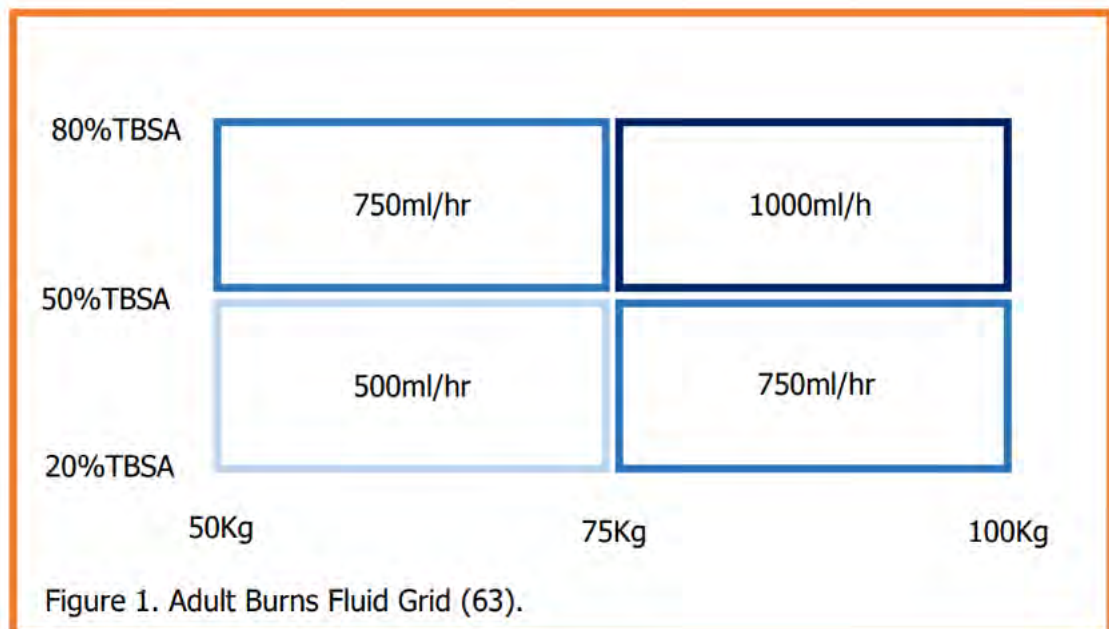 80%TBSA
750ml/hr 1000ml/h
50%TBSA
500ml/hr 750ml/hr
20%TBSA
50Kg 75Kg 100Kg
Figure 1. Adult Burns Fluid Grid (63).